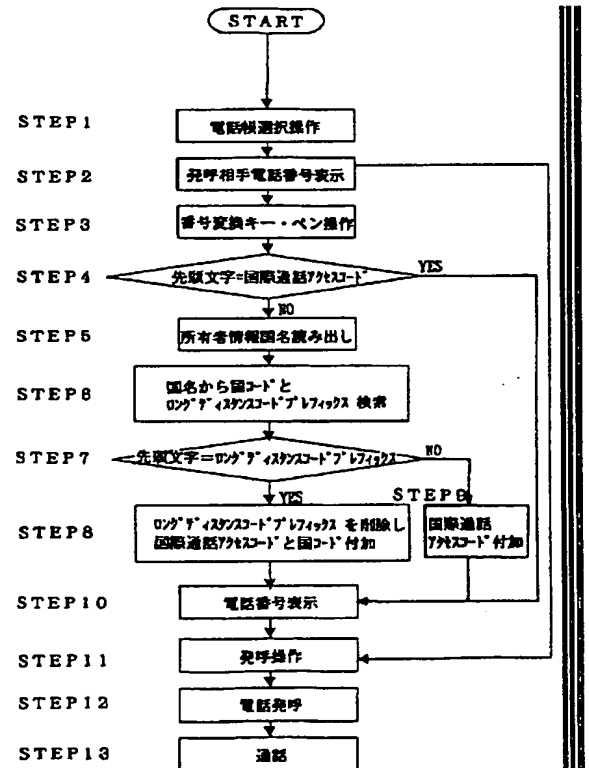 START
STEP1
電話帳選択操作
STEP2
発呼相手電話番号表示
STEP3
番号変換キー・ペン操作
STEP4
先頭文字=国際通話アクセスコード
YES
NO
STEP5
所有者情報国名読み出し
STEP6
国名から国コードと
ロングディスタンスコードプレフィックス 検索
STEP7
先頭文字=ロングディスタンスコードプレフィックス
NO
YES
STEP9
STEP8
ロングディスタンスコードプレフィックス を削除し
国際通話アクセスコードと国コード付加
国際通話
アクセスコード付加
STEP10
電話番号表示
STEP11
発呼操作
STEP12
電話発呼
STEP13
通話